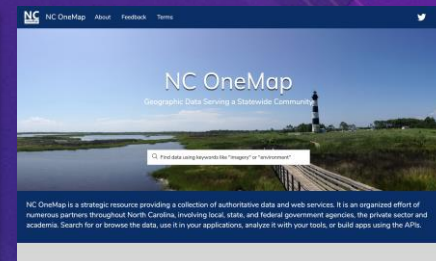 NC NC OneMap About Feedback Terms
NC OneMap
Geographic Data Serving a Statewide Community
Find data using keywords like "imagery" or "environment"
NC OneMap is a strategic resource providing a collection of authoritative data and web services. It is an organized effort of
numerous partners throughout North Carolina, involving local, state, and federal government agencies, the private sector and
academia. Search for or browse the data, use it in your applications, analyze it with your tools, or build apps using the APIs.